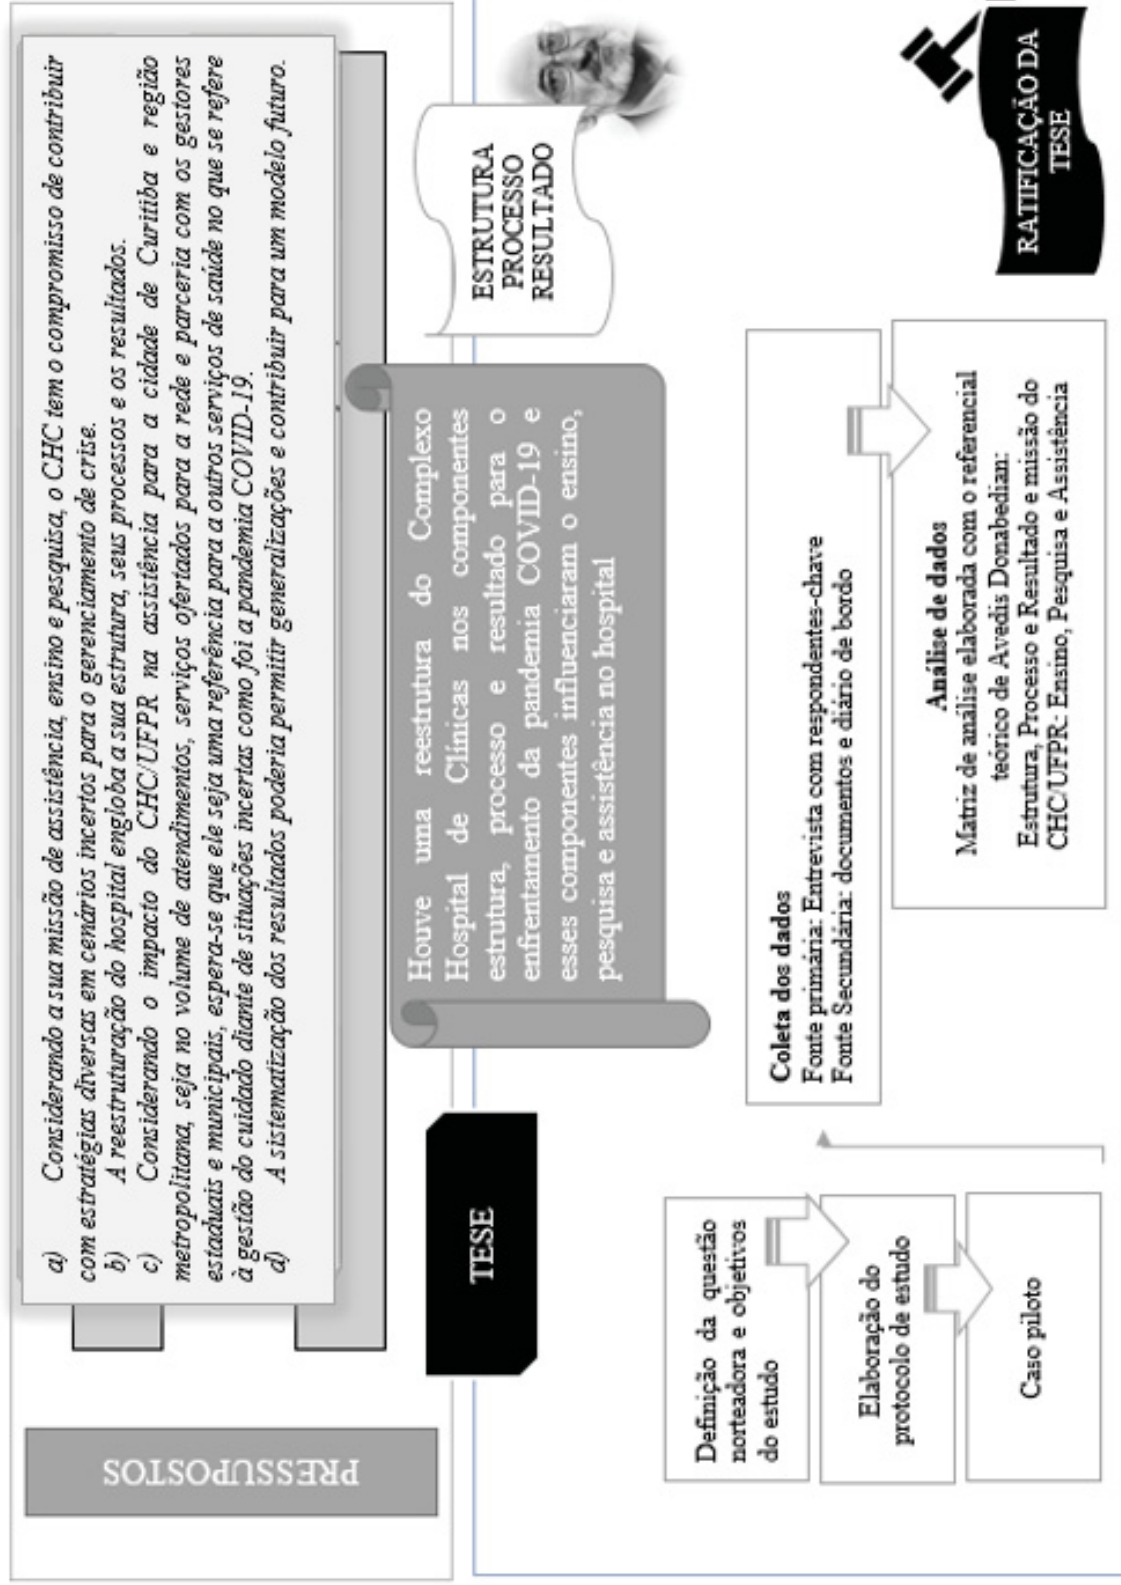 PRESSUPOSTOS
a) Considerando a sua missão de assistência, ensino e pesquisa, o CHC tem o compromisso de contribuir
com estratégias diversas em cenários incertos para o gerenciamento de crise.
b) A reestruturação do hospital engloba a sua estrutura, seus processos e os resultados.
c) Considerando o impacto do CHC/UFPR na assistência para a cidade de Curitiba e região
metropolitana, seja no volume de atendimentos, serviços ofertados para a rede e parceria com os gestores
estaduais e municipais, espera-se que ele seja uma referência para a outros serviços de saúde no que se refere
à gestão do cuidado diante de situações incertas como foi a pandemia COVID-19.
d) A sistematização dos resultados poderia permitir generalizações e contribuir para um modelo futuro.
TESE
Houve uma reestrutura do Complexo
Hospital de Clínicas nos componentes
estrutura, processo e resultado para o
enfrentamento da pandemia COVID-19 e
esses componentes influenciaram o ensino,
pesquisa e assistência no hospital
ESTRUTURA
PROCESSO
RESULTADO
Definição da questão
norteadora e objetivos
do estudo
Elaboração do
protocolo de estudo
Caso piloto
Coleta dos dados
Fonte primária: Entrevista com respondentes-chave
Fonte Secundária: documentos e diário de bordo
Análise de dados
Matriz de análise elaborada com o referencial
teórico de Avedis Donabedian:
Estrutura, Processo e Resultado e missão do
CHC/UFPR: Ensino, Pesquisa e Assistência
RATIFICAÇÃO DA
TESE